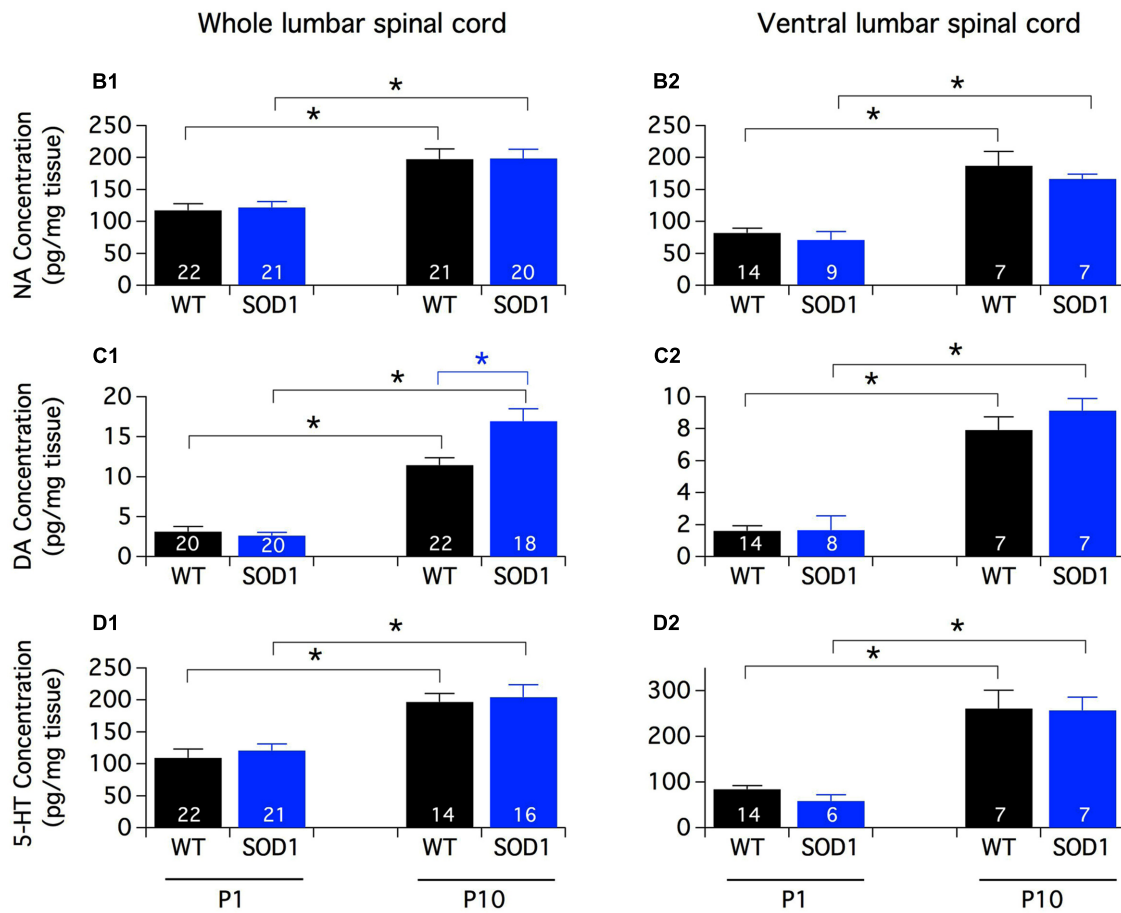 Whole lumbar spinal cord
Ventral lumbar spinal cord
B1
*
*
NA Concentration
(pg/mg tissue)
250
200
150
100
50
0
22
21
21
20
WT
SOD1
WT
SOD1
B2
*
*
250
200
150
100
50
0
14
9
7
7
WT
SOD1
WT
SOD1
C1
*
*
*
DA Concentration
(pg/mg tissue)
20
15
10
5
0
20
20
22
18
WT
SOD1
WT
SOD1
C2
*
*
10
8
6
4
2
0
14
8
7
7
WT
SOD1
WT
SOD1
D1
*
*
5-HT Concentration
(pg/mg tissue)
250
200
150
100
50
0
22
21
14
16
WT
SOD1
WT
SOD1
P1
P10
D2
*
*
300
200
100
0
14
6
7
7
WT
SOD1
WT
SOD1
P1
P10